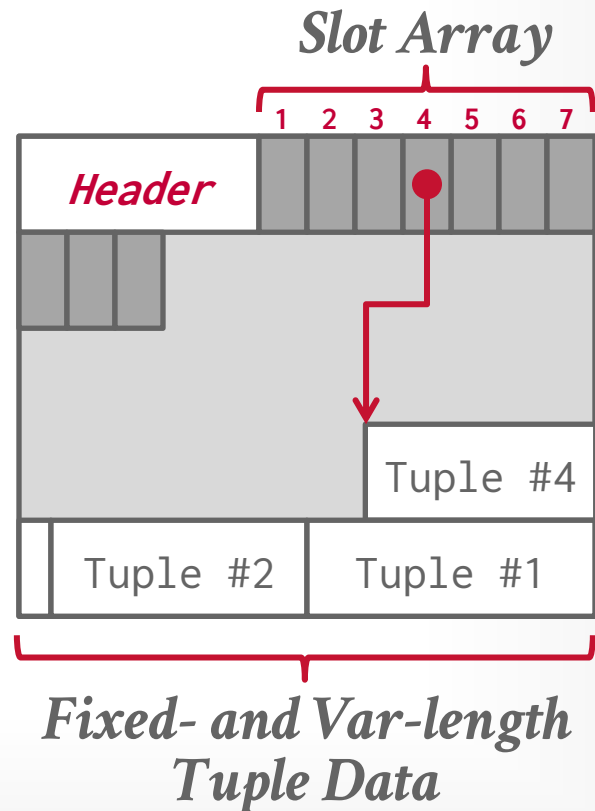 Slot Array
1 2 3 4 5 6 7
Header
Tuple #4
Tuple #2 Tuple #1
Fixed- and Var-length
Tuple Data